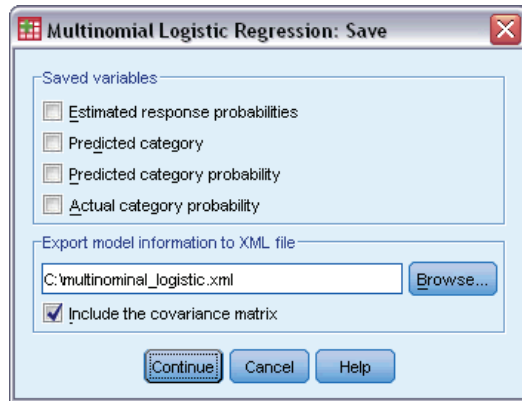 Multinomial Logistic Regression: Save
Saved variables
Estimated response probabilities
Predicted category
Predicted category probability
Actual category probability
Export model information to XML file
C:\multinominal_logistic.xml Browse...
Include the covariance matrix
Continue Cancel Help